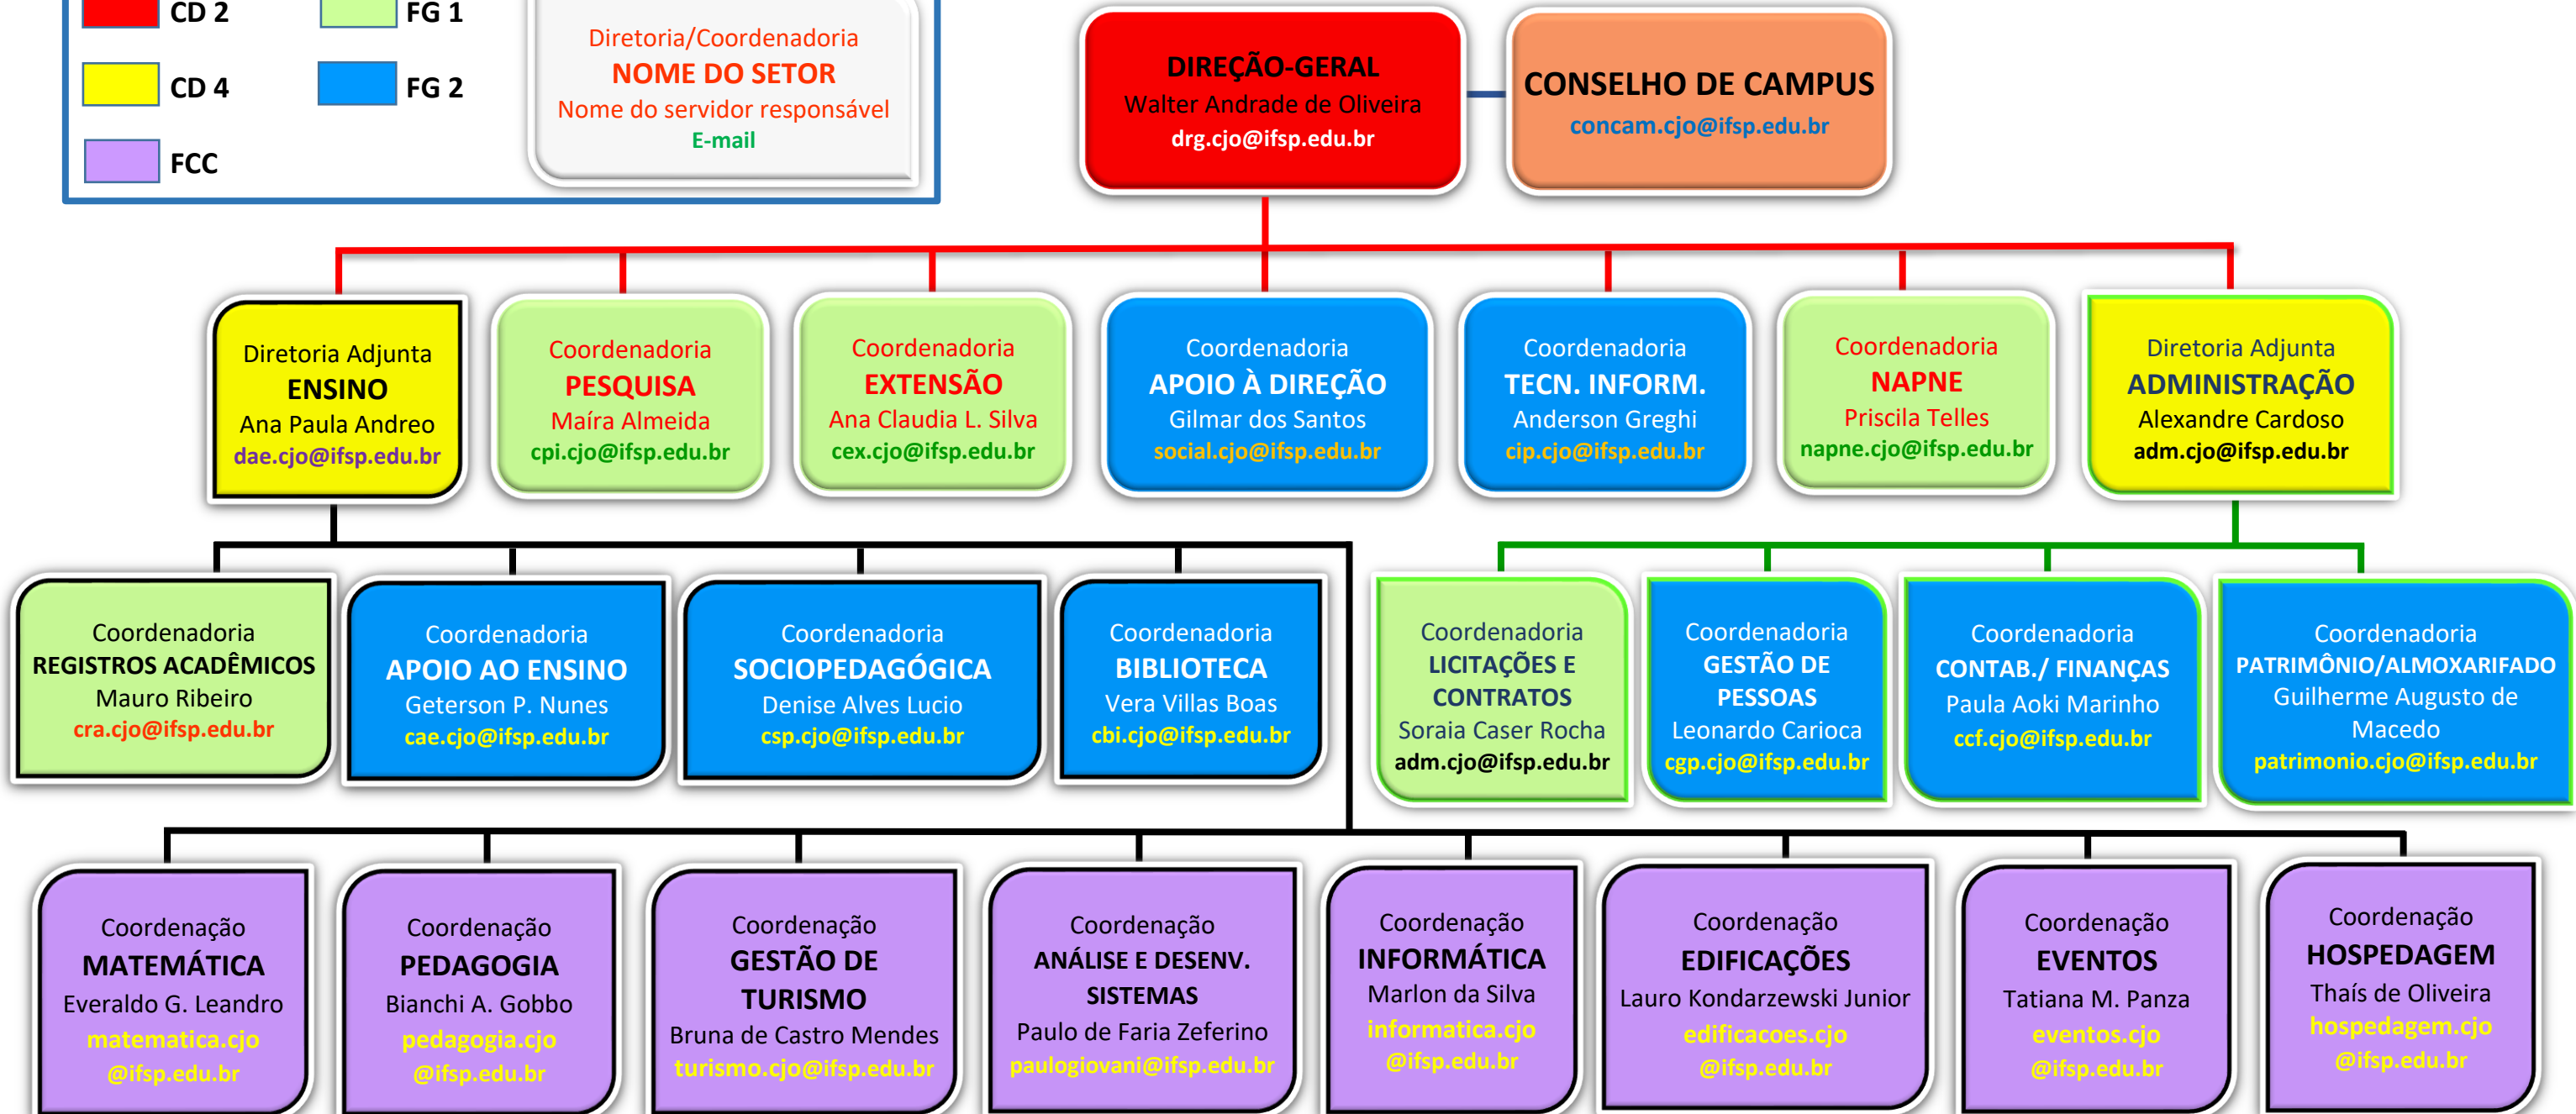 CD 2
FG 1
CD 4
FG 2
FCC
Diretoria/Coordenadoria
NOME DO SETOR
Nome do servidor responsável
E-mail
DIREÇÃO-GERAL
Walter Andrade de Oliveira
drg.cjo@ifsp.edu.br
CONSELHO DE CAMPUS
concam.cjo@ifsp.edu.br
Diretoria Adjunta
ENSINO
Ana Paula Andreo
dae.cjo@ifsp.edu.br
Coordenadoria
PESQUISA
Maíra Almeida
cpi.cjo@ifsp.edu.br
Coordenadoria
EXTENSÃO
Ana Claudia L. Silva
cex.cjo@ifsp.edu.br
Coordenadoria
APOIO À DIREÇÃO
Gilmar dos Santos
social.cjo@ifsp.edu.br
Coordenadoria
TECN. INFORM.
Anderson Greghi
cip.cjo@ifsp.edu.br
Coordenadoria
NAPNE
Priscila Telles
napne.cjo@ifsp.edu.br
Diretoria Adjunta
ADMINISTRAÇÃO
Alexandre Cardoso
adm.cjo@ifsp.edu.br
Coordenadoria
REGISTROS ACADÊMICOS
Mauro Ribeiro
cra.cjo@ifsp.edu.br
Coordenadoria
APOIO AO ENSINO
Geterson P. Nunes
cae.cjo@ifsp.edu.br
Coordenadoria
SOCIOPEDAGÓGICA
Denise Alves Lucio
csp.cjo@ifsp.edu.br
Coordenadoria
BIBLIOTECA
Vera Villas Boas
cbi.cjo@ifsp.edu.br
Coordenadoria
LICITAÇÕES E
CONTRATOS
Soraia Caser Rocha
adm.cjo@ifsp.edu.br
Coordenadoria
GESTÃO DE
PESSOAS
Leonardo Carioca
cgp.cjo@ifsp.edu.br
Coordenadoria
CONTAB./ FINANÇAS
Paula Aoki Marinho
ccf.cjo@ifsp.edu.br
Coordenadoria
PATRIMÔNIO/ALMOXARIFADO
Guilherme Augusto de
Macedo
patrimonio.cjo@ifsp.edu.br
Coordenação
MATEMÁTICA
Everaldo G. Leandro
matematica.cjo
@ifsp.edu.br
Coordenação
PEDAGOGIA
Bianchi A. Gobbo
pedagogia.cjo
@ifsp.edu.br
Coordenação
GESTÃO DE
TURISMO
Bruna de Castro Mendes
turismo.cjo@ifsp.edu.br
Coordenação
ANÁLISE E DESENV.
SISTEMAS
Paulo de Faria Zeferino
paulogiovani@ifsp.edu.br
Coordenação
INFORMÁTICA
Marlon da Silva
informatica.cjo
@ifsp.edu.br
Coordenação
EDIFICAÇÕES
Lauro Kondarzewski Junior
edificacoes.cjo
@ifsp.edu.br
Coordenação
EVENTOS
Tatiana M. Panza
eventos.cjo
@ifsp.edu.br
Coordenação
HOSPEDAGEM
Thaís de Oliveira
hospedagem.cjo
@ifsp.edu.br